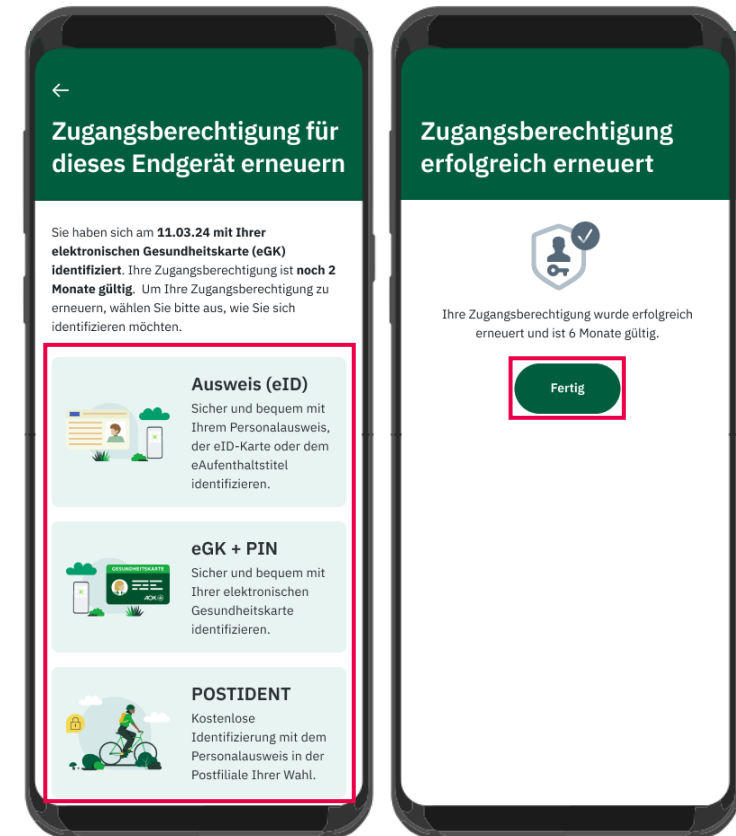 Zugangsberechtigung für
dieses Endgerät erneuern
Sie haben sich am 11.03.24 mit Ihrer
elektronischen Gesundheitskarte (eGK)
identifiziert. Ihre Zugangsberechtigung ist noch 2
Monate gültig. Um Ihre Zugangsberechtigung zu
erneuern, wählen Sie bitte aus, wie Sie sich
identifizieren möchten.
Ausweis (eID)
Sicher und bequem mit
Ihrem Personalausweis,
der eID-Karte oder dem
eAufenthaltstitel
identifizieren.
GESUNDHEITSKARTE
AOK
eGK + PIN
Sicher und bequem mit
Ihrer elektronischen
Gesundheitskarte
identifizieren.
POSTIDENT
Kostenlose
Identifizierung mit dem
Personalausweis in der
Postfiliale Ihrer Wahl.
Zugangsberechtigung
erfolgreich erneuert
Ihre Zugangsberechtigung wurde erfolgreich
erneuert und ist 6 Monate gültig.
Fertig